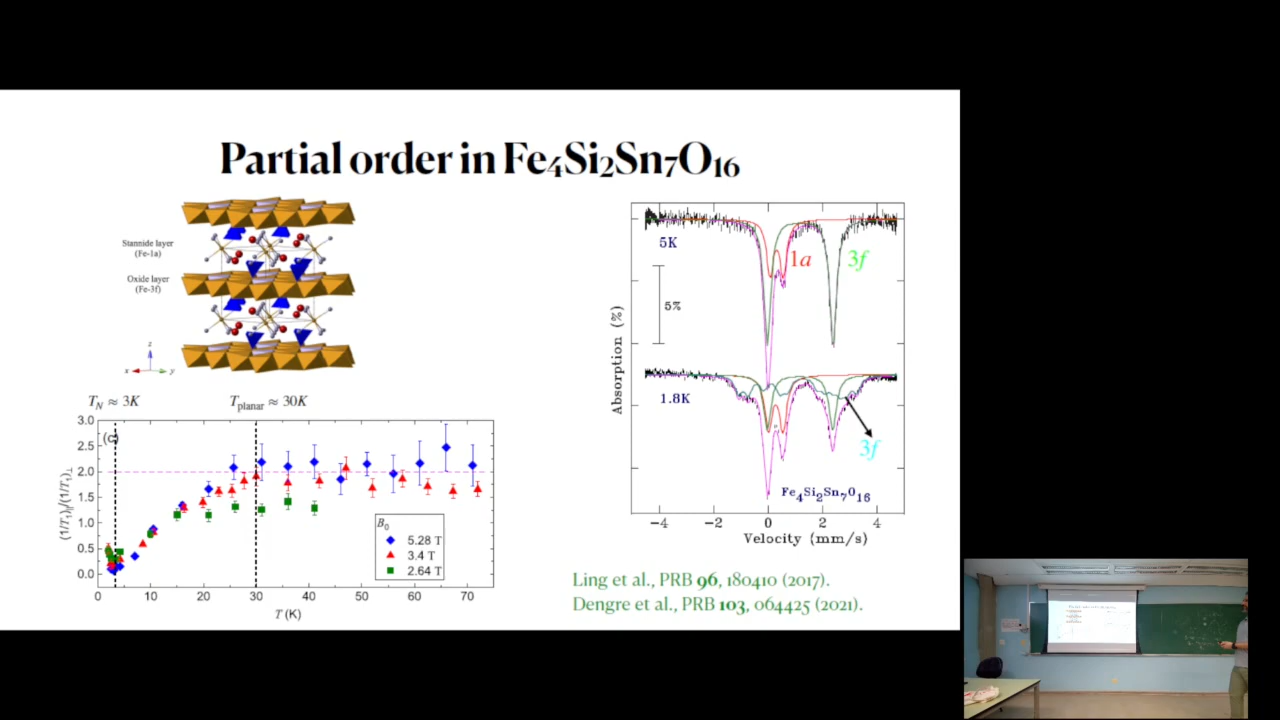 Partial order in Fe₄Si₂Sn₇O₁₆
Stannide layer
(Fe-1a)
Oxide layer
(Fe-3f)
z
x
y
T_N ≈ 3K
T_planar ≈ 30K
(c)
(1/T₁)∥/(1/T₁)⊥
3.0
2.5
2.0
1.5
1.0
0.5
0.0
B₀
5.28 T
3.4 T
2.64 T
0 10 20 30 40 50 60 70
T (K)
5K
1a
3f
5%
Absorption (%)
1.8K
3f
Fe₄Si₂Sn₇O₁₆
−4 −2 0 2 4
Velocity (mm/s)
Ling et al., PRB 96, 180410 (2017).
Dengre et al., PRB 103, 064425 (2021).